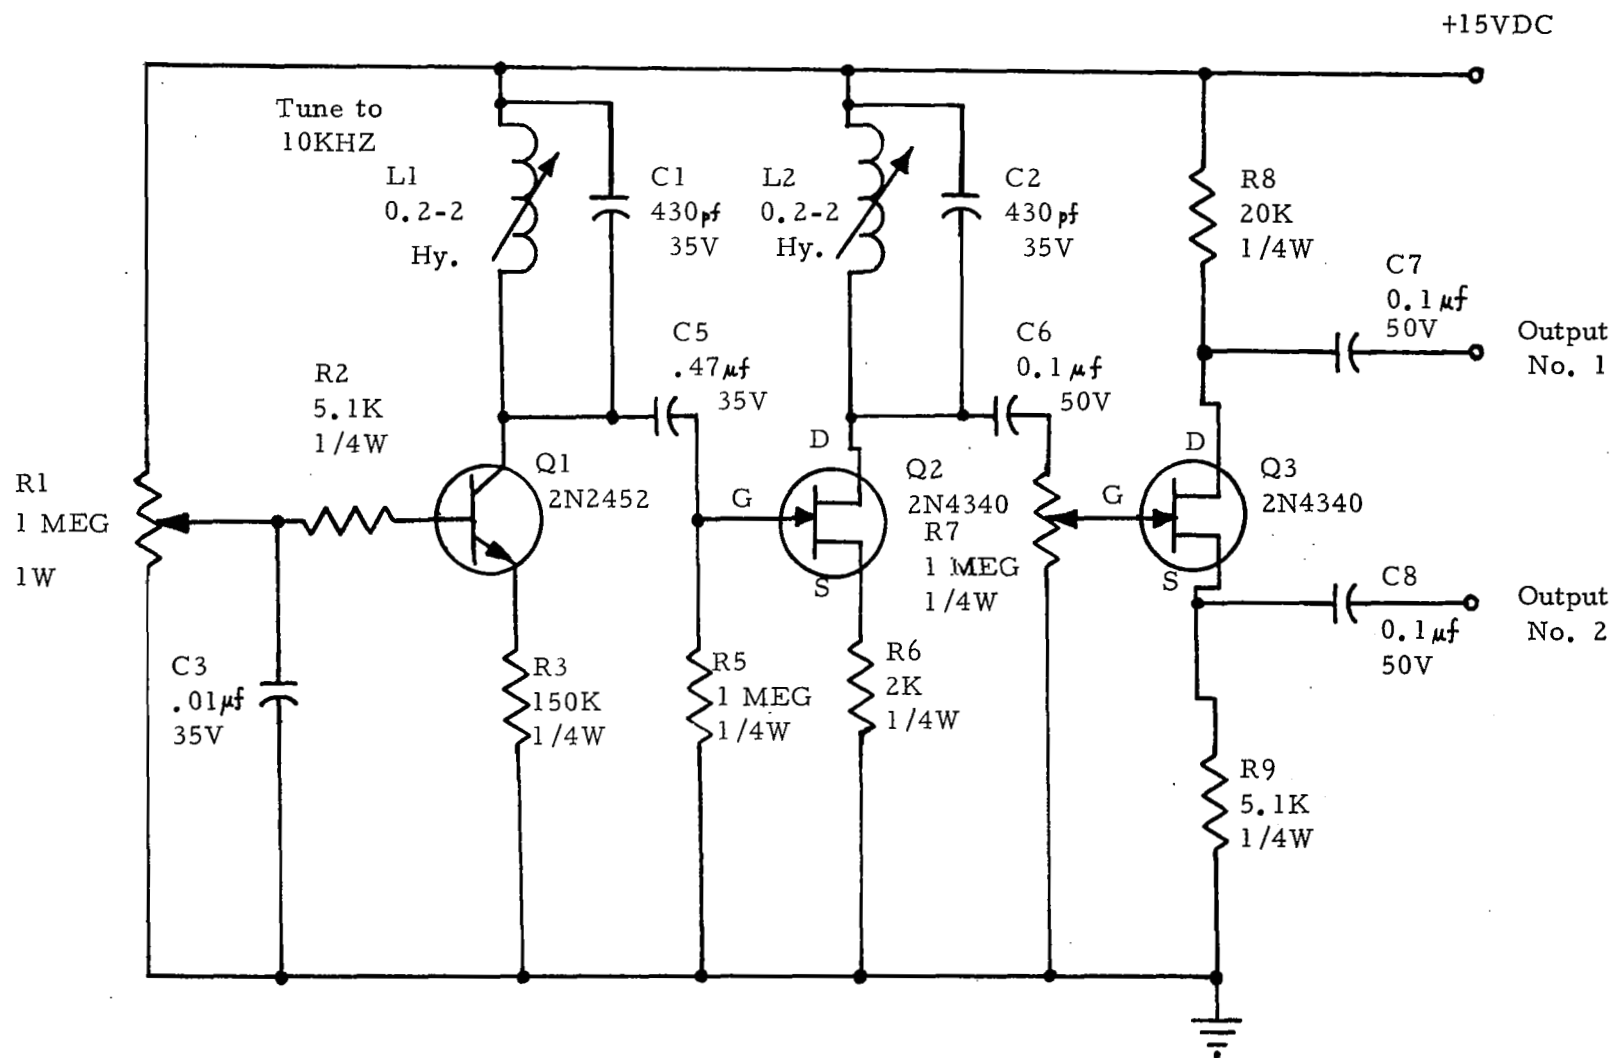 +15VDC
Tune to
10KHZ
L1
0.2-2
Hy.
C1
430pf
35V
L2
0.2-2
Hy.
C2
430pf
35V
R8
20K
1/4W
C7
0.1μf
50V
Output
No. 1
C5
.47μf
35V
C6
0.1μf
50V
R2
5.1K
1/4W
R1
1 MEG
1W
Q1
2N2452
D
G
S
Q2
2N4340
R7
1 MEG
1/4W
D
G
S
Q3
2N4340
C8
0.1μf
50V
Output
No. 2
C3
.01μf
35V
R3
150K
1/4W
R5
1 MEG
1/4W
R6
2K
1/4W
R9
5.1K
1/4W